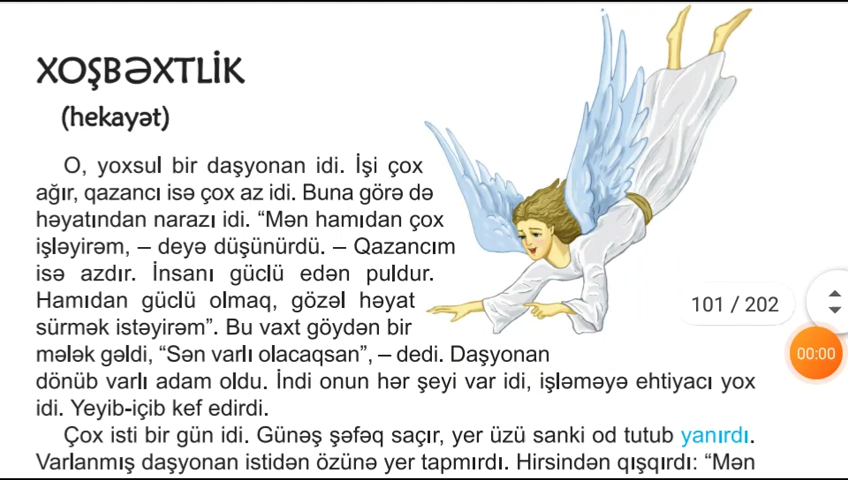 XOŞBƏXTLİK
(hekayət)
O, yoxsul bir daşyonan idi. İşi çox
ağır, qazancı isə çox az idi. Buna görə də
həyatından narazı idi. “Mən hamıdan çox
işləyirəm, – deyə düşünürdü. – Qazancım
isə azdır. İnsanı güclü edən puldur.
Hamıdan güclü olmaq, gözəl həyat
sürmək istəyirəm”. Bu vaxt göydən bir
mələk gəldi, “Sən varlı olacaqsan”, – dedi. Daşyonan
dönüb varlı adam oldu. İndi onun hər şeyi var idi, işləməyə ehtiyacı yox
idi. Yeyib-içib kef edirdi.
Çox isti bir gün idi. Günəş şəfəq saçır, yer üzü sanki od tutub yanırdı.
Varlanmış daşyonan istidən özünə yer tapmırdı. Hirsindən qışqırdı: “Mən
101 / 202
00:00